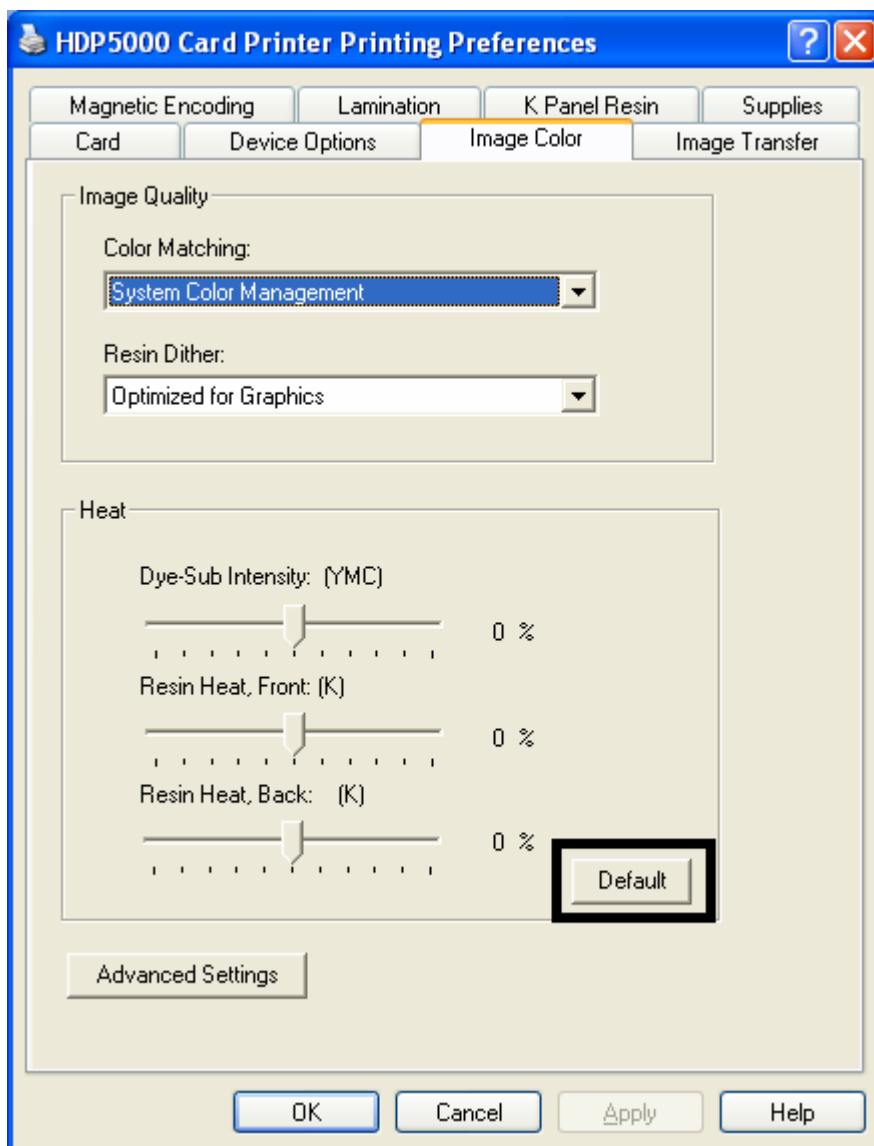 HDP5000 Card Printer Printing Preferences
Magnetic Encoding Lamination K Panel Resin Supplies
Card Device Options Image Color Image Transfer
Image Quality
Color Matching:
System Color Management
Resin Dither:
Optimized for Graphics
Heat
Dye-Sub Intensity: (YMC)
0 %
Resin Heat, Front: (K)
0 %
Resin Heat, Back: (K)
0 %
Default
Advanced Settings
OK Cancel Apply Help